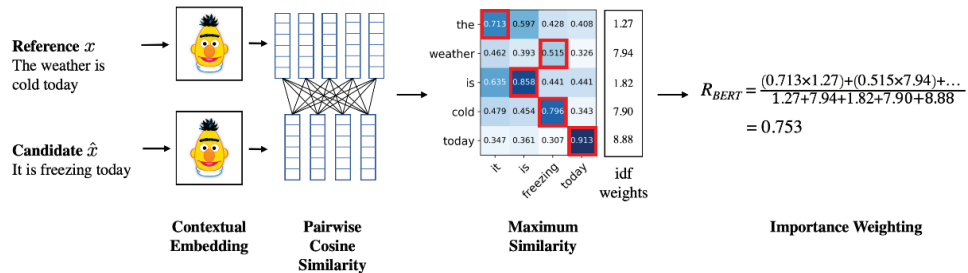 Reference x
The weather is
cold today
Candidate x̂
It is freezing today
Contextual
Embedding
Pairwise
Cosine
Similarity
the 0.713 0.597 0.428 0.408 1.27
weather 0.462 0.393 0.515 0.326 7.94
is 0.635 0.858 0.441 0.441 1.82
cold 0.479 0.454 0.796 0.343 7.90
today 0.347 0.361 0.307 0.913 8.88
it is freezing today
idf
weights
Maximum
Similarity
R_BERT = (0.713×1.27)+(0.515×7.94)+... / 1.27+7.94+1.82+7.90+8.88
= 0.753
Importance Weighting